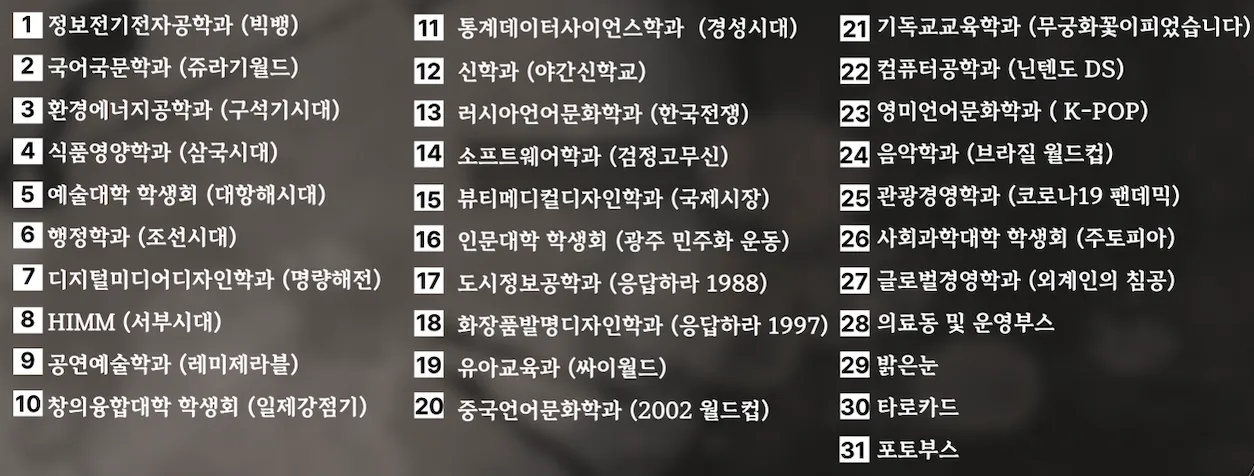 1 정보전기전자공학과 (빅뱅)
2 국어국문학과 (쥬라기월드)
3 환경에너지공학과 (구석기시대)
4 식품영양학과 (삼국시대)
5 예술대학 학생회 (대항해시대)
6 행정학과 (조선시대)
7 디지털미디어디자인학과 (명량해전)
8 HIMM (서부시대)
9 공연예술학과 (레미제라블)
10 창의융합대학 학생회 (일제강점기)
11 통계데이터사이언스학과 (경성시대)
12 신학과 (야간신학교)
13 러시아언어문화학과 (한국전쟁)
14 소프트웨어학과 (검정고무신)
15 뷰티메디컬디자인학과 (국제시장)
16 인문대학 학생회 (광주 민주화 운동)
17 도시정보공학과 (응답하라 1988)
18 화장품발명디자인학과 (응답하라 1997)
19 유아교육과 (싸이월드)
20 중국언어문화학과 (2002 월드컵)
21 기독교교육학과 (무궁화꽃이피었습니다)
22 컴퓨터공학과 (닌텐도 DS)
23 영미언어문화학과 ( K-POP)
24 음악학과 (브라질 월드컵)
25 관광경영학과 (코로나19 팬데믹)
26 사회과학대학 학생회 (주토피아)
27 글로벌경영학과 (외계인의 침공)
28 의료동 및 운영부스
29 밝은눈
30 타로카드
31 포토부스